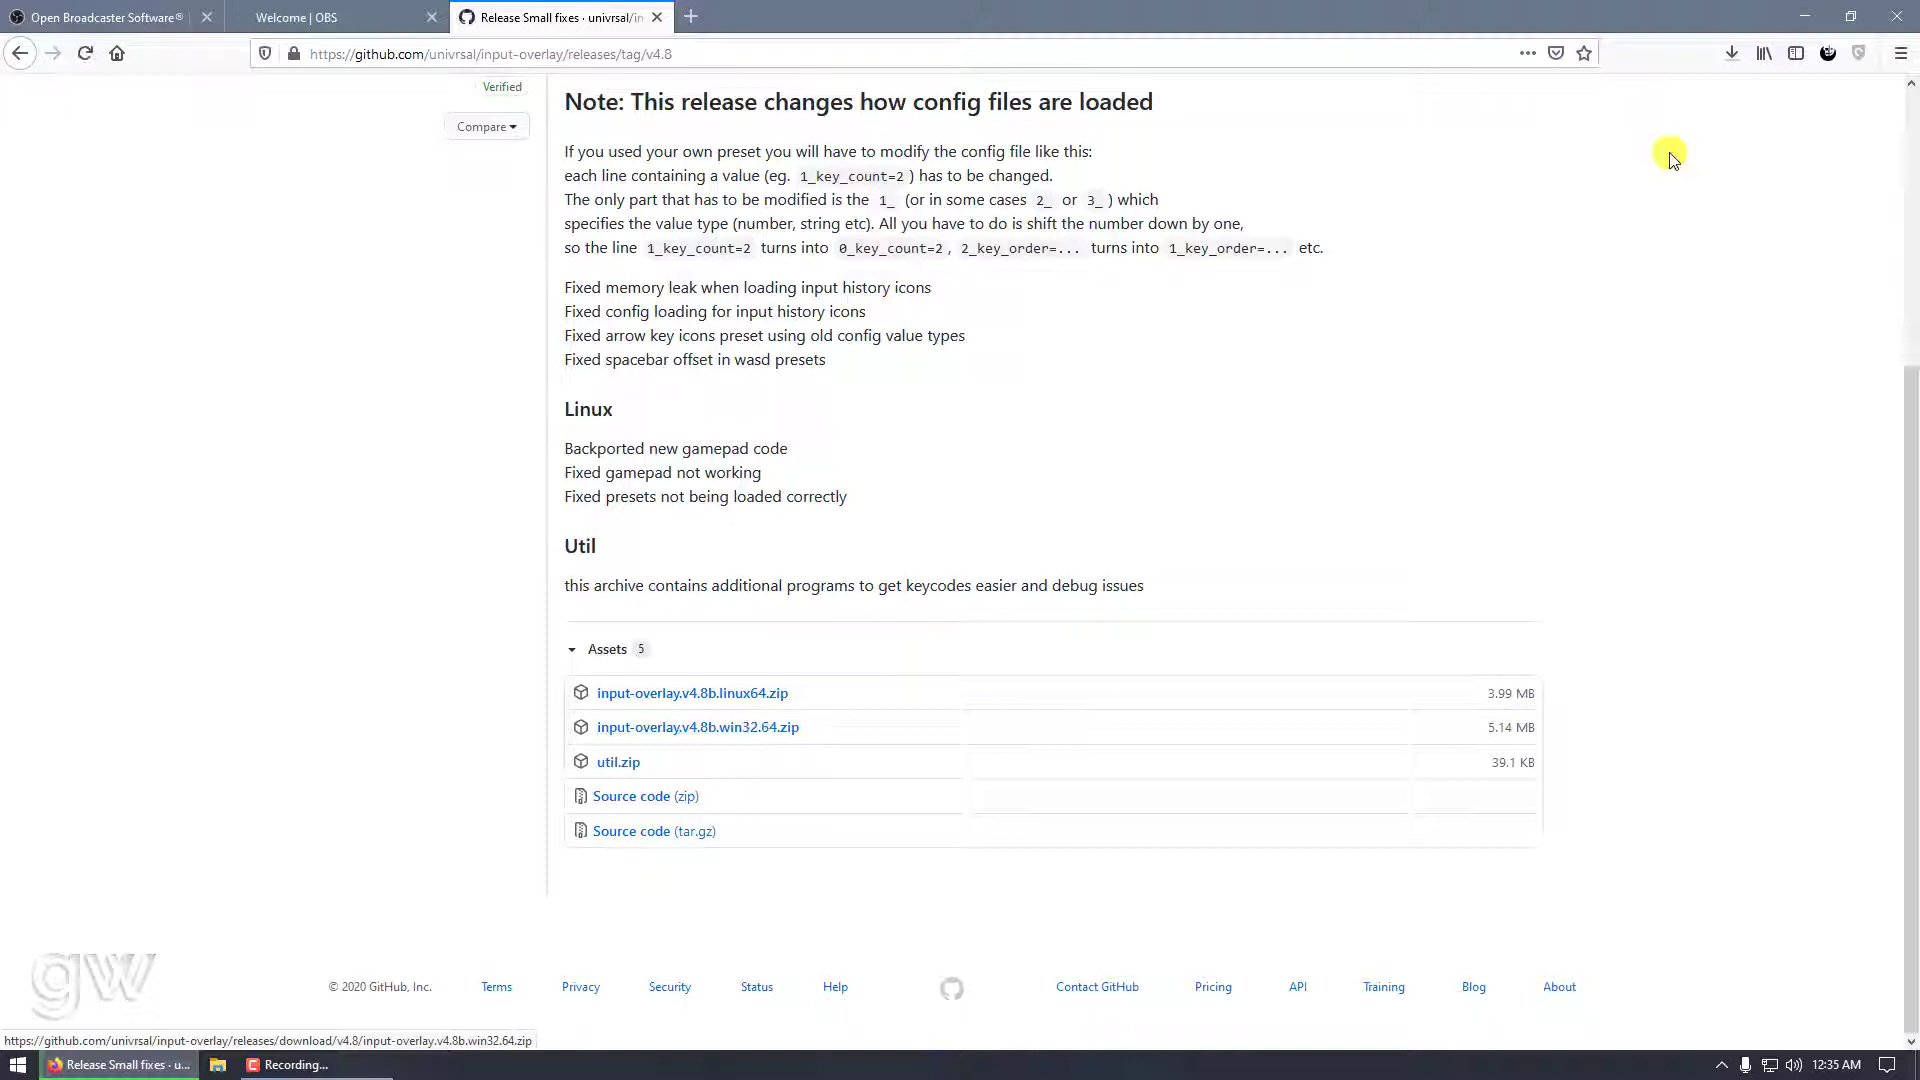 Open Broadcaster Software®
Welcome | OBS
Release Small fixes · univrsal/in
https://github.com/univrsal/input-overlay/releases/tag/v4.8
Verified
Compare
Note: This release changes how config files are loaded
If you used your own preset you will have to modify the config file like this:
each line containing a value (eg. 1_key_count=2 ) has to be changed.
The only part that has to be modified is the 1_ (or in some cases 2_ or 3_ ) which
specifies the value type (number, string etc). All you have to do is shift the number down by one,
so the line 1_key_count=2 turns into 0_key_count=2 , 2_key_order=... turns into 1_key_order=... etc.
Fixed memory leak when loading input history icons
Fixed config loading for input history icons
Fixed arrow key icons preset using old config value types
Fixed spacebar offset in wasd presets
Linux
Backported new gamepad code
Fixed gamepad not working
Fixed presets not being loaded correctly
Util
this archive contains additional programs to get keycodes easier and debug issues
Assets 5
input-overlay.v4.8b.linux64.zip 3.99 MB
input-overlay.v4.8b.win32.64.zip 5.14 MB
util.zip 39.1 KB
Source code (zip)
Source code (tar.gz)
gw
© 2020 GitHub, Inc. Terms Privacy Security Status Help Contact GitHub Pricing API Training Blog About
https://github.com/univrsal/input-overlay/releases/download/v4.8/input-overlay.v4.8b.win32.64.zip
Release Small fixes · u...
Recording...
12:35 AM